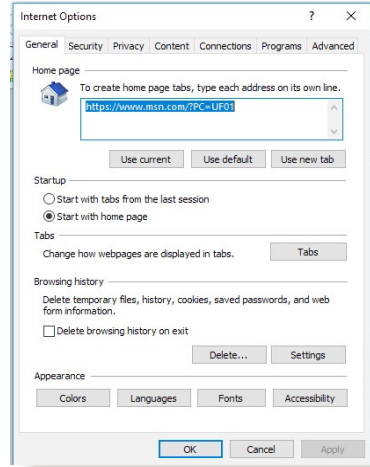 Internet Options
?
General Security Privacy Content Connections Programs Advanced
Home page
To create home page tabs, type each address on its own line.
https://www.msn.com/?PC=UF01
Use current Use default Use new tab
Startup
Start with tabs from the last session
Start with home page
Tabs
Change how webpages are displayed in tabs. Tabs
Browsing history
Delete temporary files, history, cookies, saved passwords, and web
form information.
Delete browsing history on exit
Delete... Settings
Appearance
Colors Languages Fonts Accessibility
OK Cancel Apply